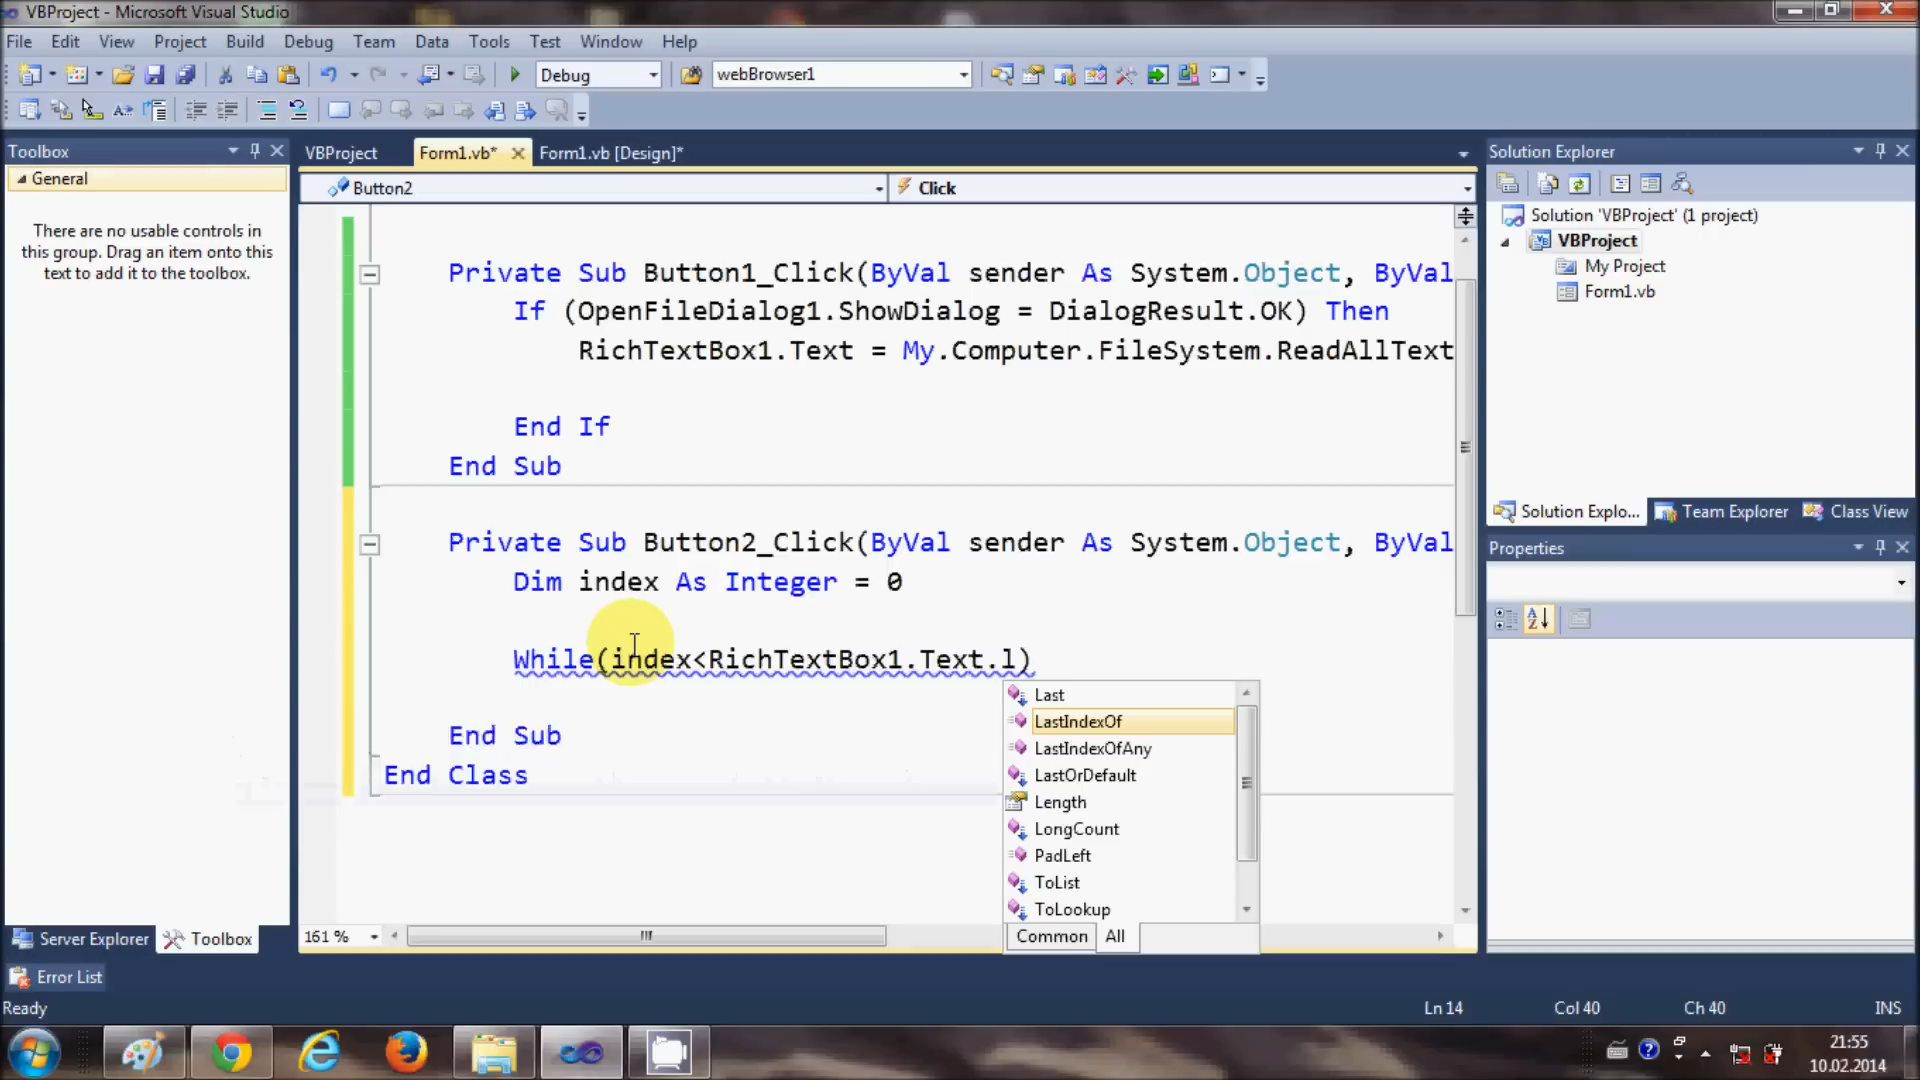 VBProject - Microsoft Visual Studio
File Edit View Project Build Debug Team Data Tools Test Window Help
Debug webBrowser1
Toolbox
General
There are no usable controls in
this group. Drag an item onto this
text to add it to the toolbox.
Server Explorer Toolbox
Error List
Ready
VBProject Form1.vb* Form1.vb [Design]*
Button2 Click
Private Sub Button1_Click(ByVal sender As System.Object, ByVal
If (OpenFileDialog1.ShowDialog = DialogResult.OK) Then
RichTextBox1.Text = My.Computer.FileSystem.ReadAllText
End If
End Sub
Private Sub Button2_Click(ByVal sender As System.Object, ByVal
Dim index As Integer = 0
While(index<RichTextBox1.Text.l)
End Sub
End Class
Last
LastIndexOf
LastIndexOfAny
LastOrDefault
Length
LongCount
PadLeft
ToList
ToLookup
Common All
161 %
Solution Explorer
Solution 'VBProject' (1 project)
VBProject
My Project
Form1.vb
Solution Explo... Team Explorer Class View
Properties
Ln 14 Col 40 Ch 40 INS
21:55
10.02.2014